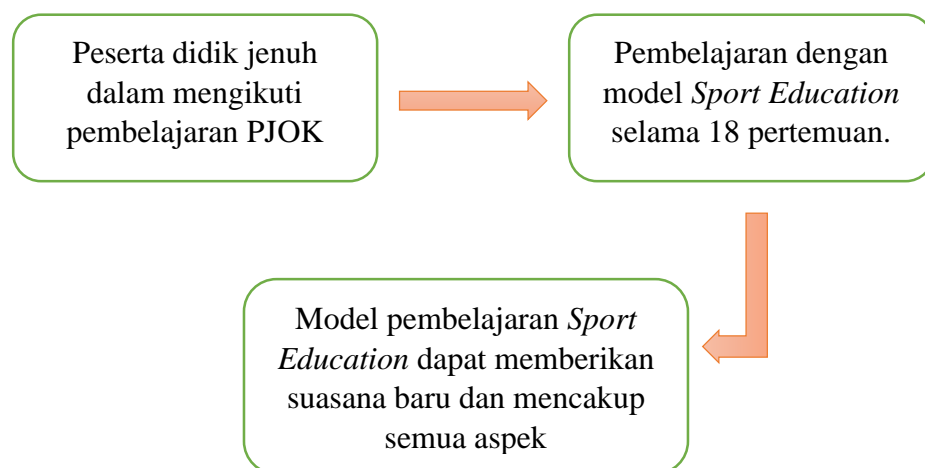 Peserta didik jenuh
dalam mengikuti
pembelajaran PJOK
Pembelajaran dengan
model Sport Education
selama 18 pertemuan.
Model pembelajaran Sport
Education dapat memberikan
suasana baru dan mencakup
semua aspek